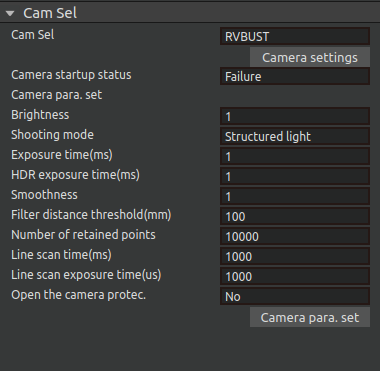 Cam Sel
Cam Sel RVBUST
Camera settings
Camera startup status Failure
Camera para. set
Brightness 1
Shooting mode Structured light
Exposure time(ms) 1
HDR exposure time(ms) 1
Smoothness 1
Filter distance threshold(mm) 100
Number of retained points 10000
Line scan time(ms) 1000
Line scan exposure time(us) 1000
Open the camera protec. No
Camera para. set